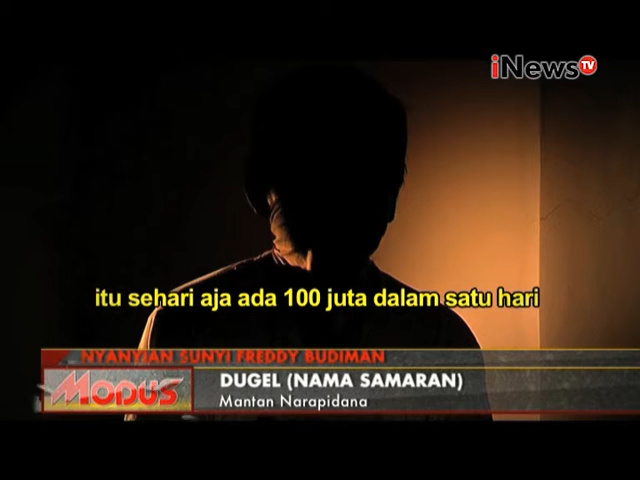 iNews TV
itu sehari aja ada 100 juta dalam satu hari
NYANYIAN SUNYI FREDDY BUDIMAN
MODUS
DUGEL (NAMA SAMARAN)
Mantan Narapidana